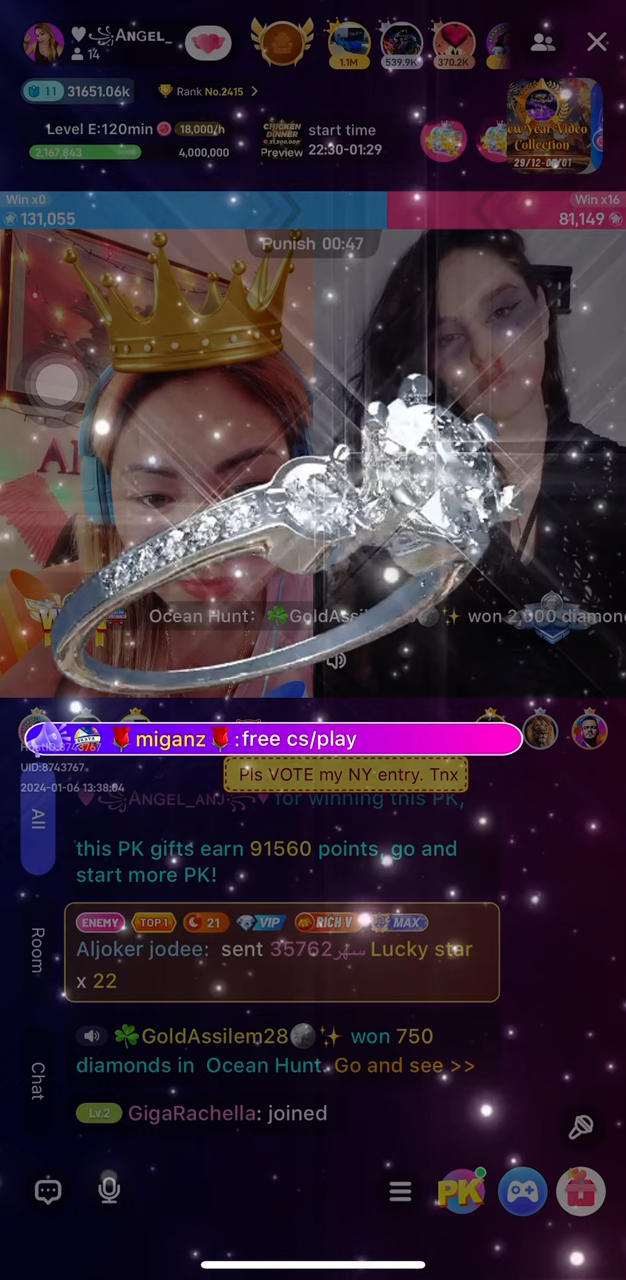 ♥꧁ANGEL_
14
1.1M
539.9K
370.2K
11 31651.06k
Rank No.2415 >
Level E:120min 18,000/h
2,167,843
4,000,000
CHICKEN DINNER
Preview
start time
22:30-01:29
Year Video
Collection
29/12-
Win x0
131,055
Win x16
81,149
Punish 00:47
Ocean Hunt: ☘️GoldAssil ✨ won 2,000 diamon
🌹miganz🌹:free cs/play
Pls VOTE my NY entry. Tnx
HostID:8743767
UID:8743767
2024-01-06 13:38:04
♥꧁ANGEL_ANJ꧂♥ for winning this PK,
this PK gifts earn 91560 points, go and
start more PK!
All
Room
Chat
ENEMY TOP 1 21 VIP RICH V MAX
Aljoker jodee: sent 35762سهر Lucky star
x 22
☘️GoldAssilem28🌕✨ won 750
diamonds in Ocean Hunt. Go and see >>
Lv.2 GigaRachella: joined
PK